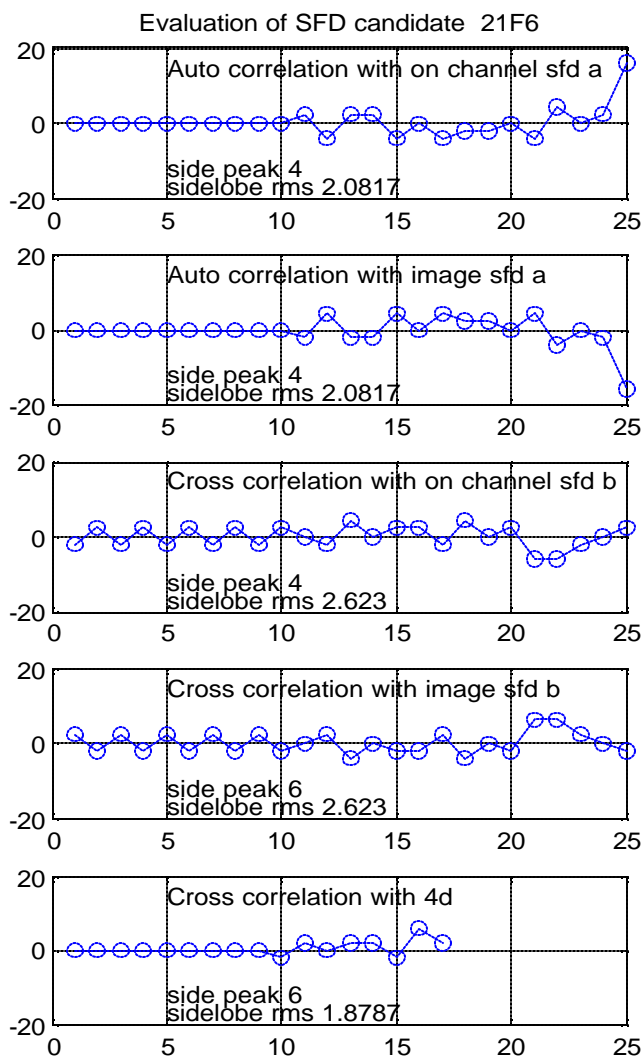 Evaluation of SFD candidate 21F6
20
Auto correlation with on channel sfd a
0
side peak 4
sidelobe rms 2.0817
-20
0 5 10 15 20 25
20
Auto correlation with image sfd a
0
side peak 4
sidelobe rms 2.0817
-20
0 5 10 15 20 25
20
Cross correlation with on channel sfd b
0
side peak 4
sidelobe rms 2.623
-20
0 5 10 15 20 25
20
Cross correlation with image sfd b
0
side peak 6
sidelobe rms 2.623
-20
0 5 10 15 20 25
20
Cross correlation with 4d
0
side peak 6
sidelobe rms 1.8787
-20
0 5 10 15 20 25